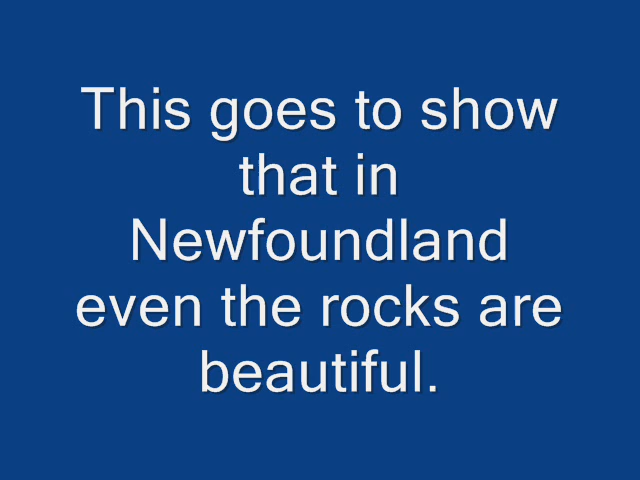 This goes to show
that in
Newfoundland
even the rocks are
beautiful.